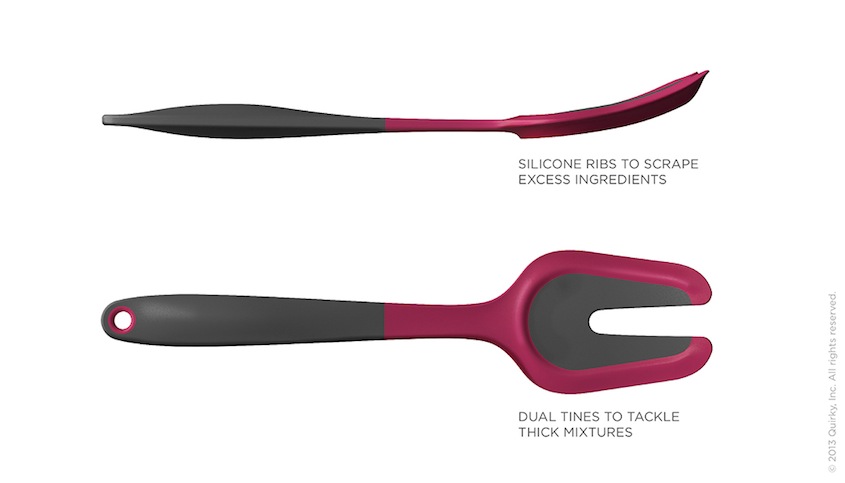 SILICONE RIBS TO SCRAPE
EXCESS INGREDIENTS
DUAL TINES TO TACKLE
THICK MIXTURES
© 2013 Quirky, Inc. All rights reserved.